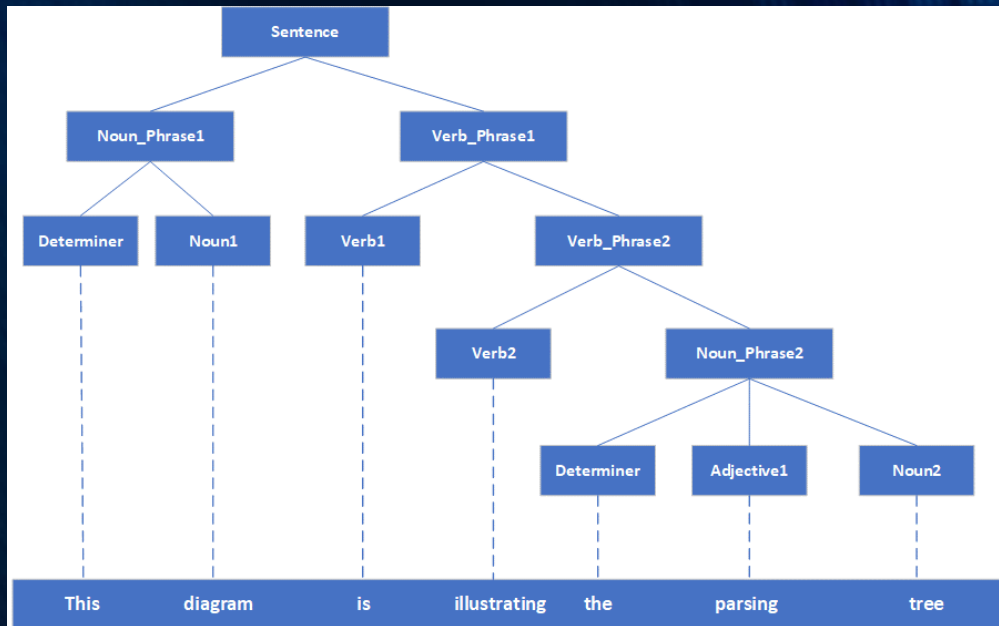 Sentence
Noun_Phrase1 Verb_Phrase1
Determiner Noun1 Verb1 Verb_Phrase2
Verb2 Noun_Phrase2
Determiner Adjective1 Noun2
This diagram is illustrating the parsing tree